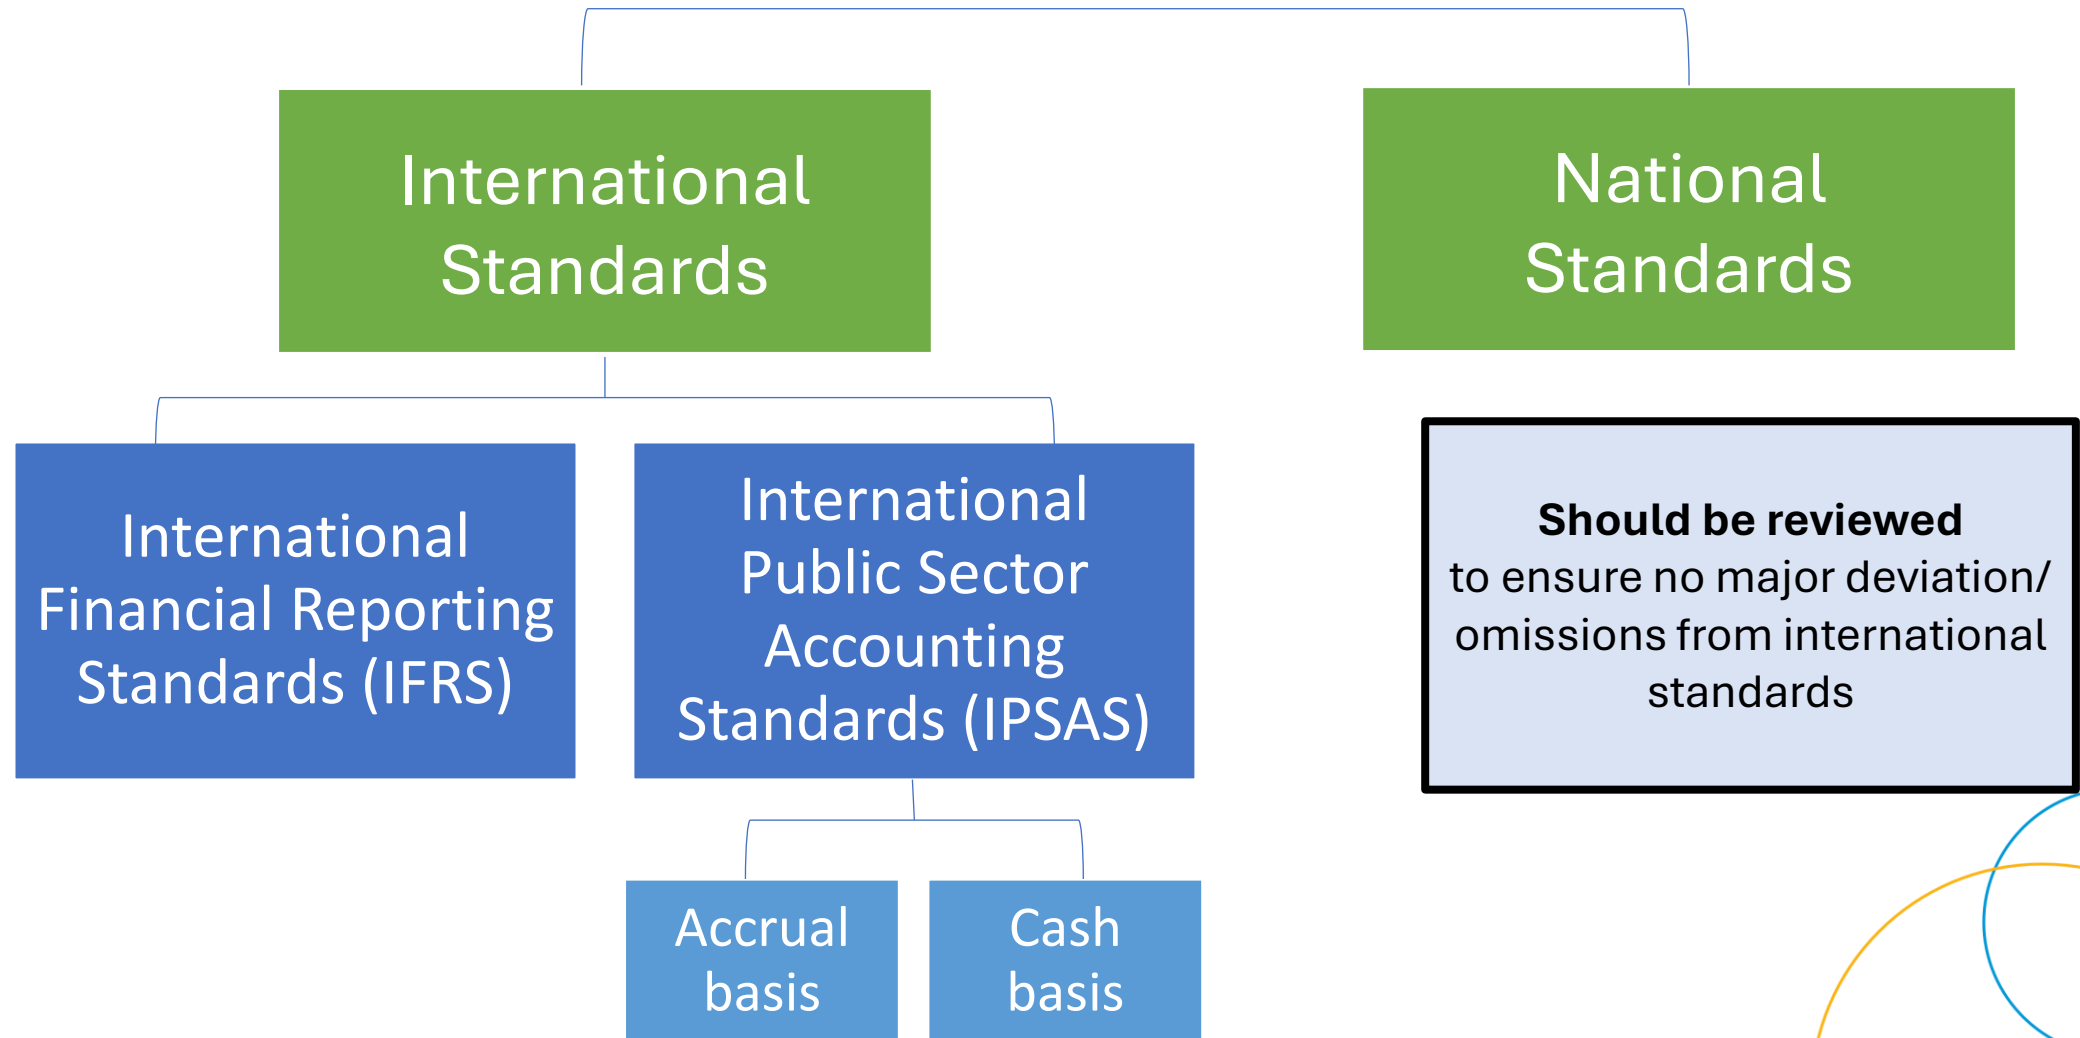 International
Standards
National
Standards
International
Financial Reporting
Standards (IFRS)
International
Public Sector
Accounting
Standards (IPSAS)
Should be reviewed
to ensure no major deviation/
omissions from international
standards
Accrual
basis
Cash
basis